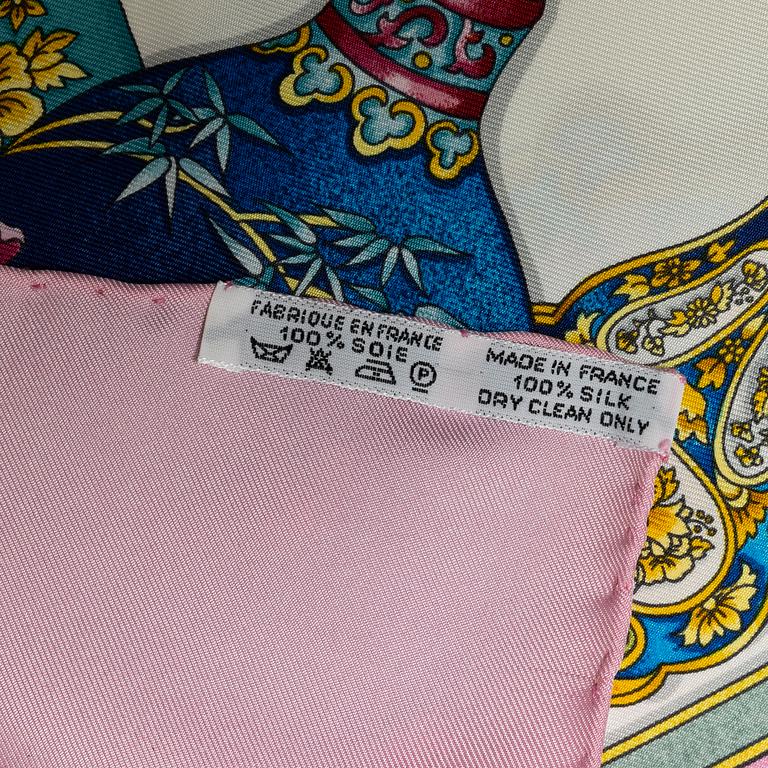 FABRIQUE EN FRANCE
100% SOIE
P
MADE IN FRANCE
100% SILK
DRY CLEAN ONLY